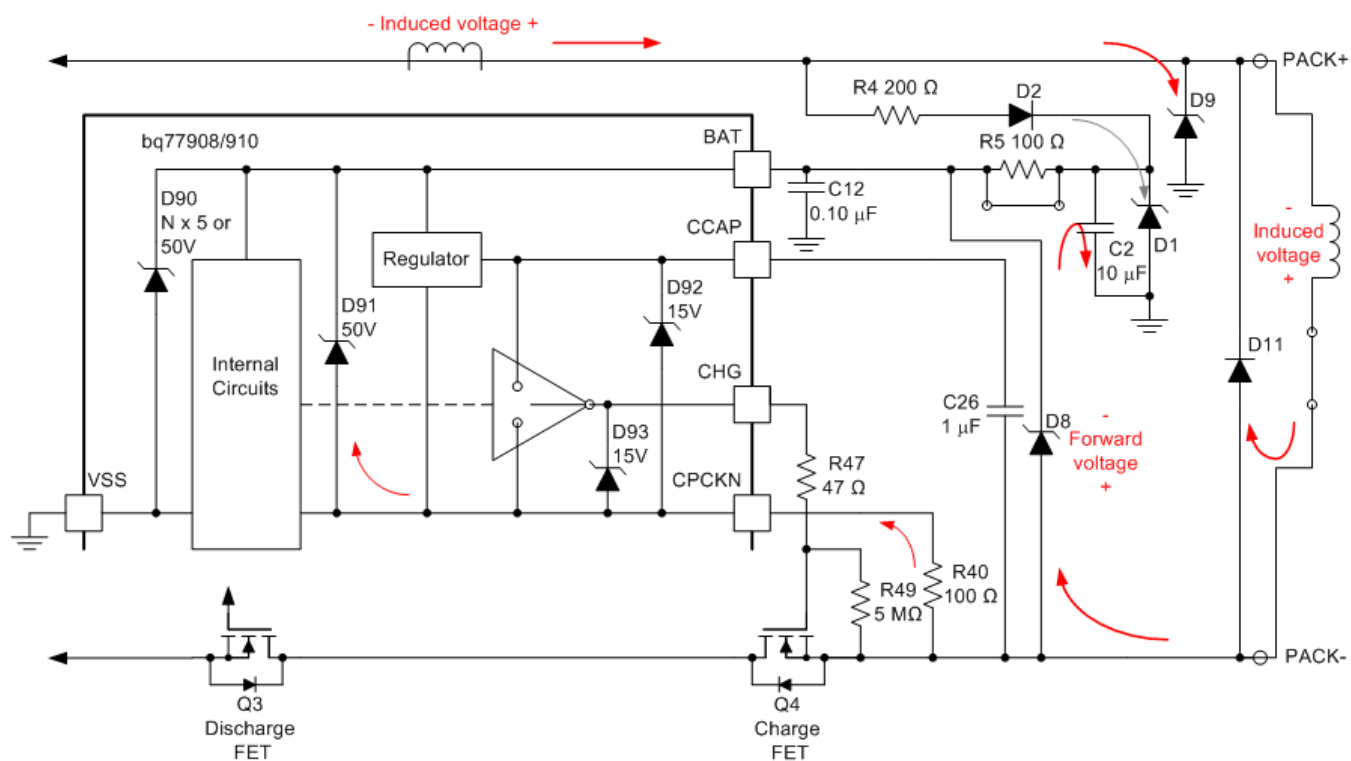 - Induced voltage +
PACK+
R4 200 Ω
D2
D9
bq77908/910
BAT
R5 100 Ω
D90
N x 5 or
50V
C12
0.10 μF
CCAP
C2
10 μF
D1
-
Induced
voltage
+
Regulator
D91
50V
D92
15V
Internal
Circuits
CHG
D11
C26
1 μF
D8
-
Forward
voltage
+
D93
15V
R47
47 Ω
VSS
CPCKN
R49
5 MΩ
R40
100 Ω
PACK-
Q3
Discharge
FET
Q4
Charge
FET